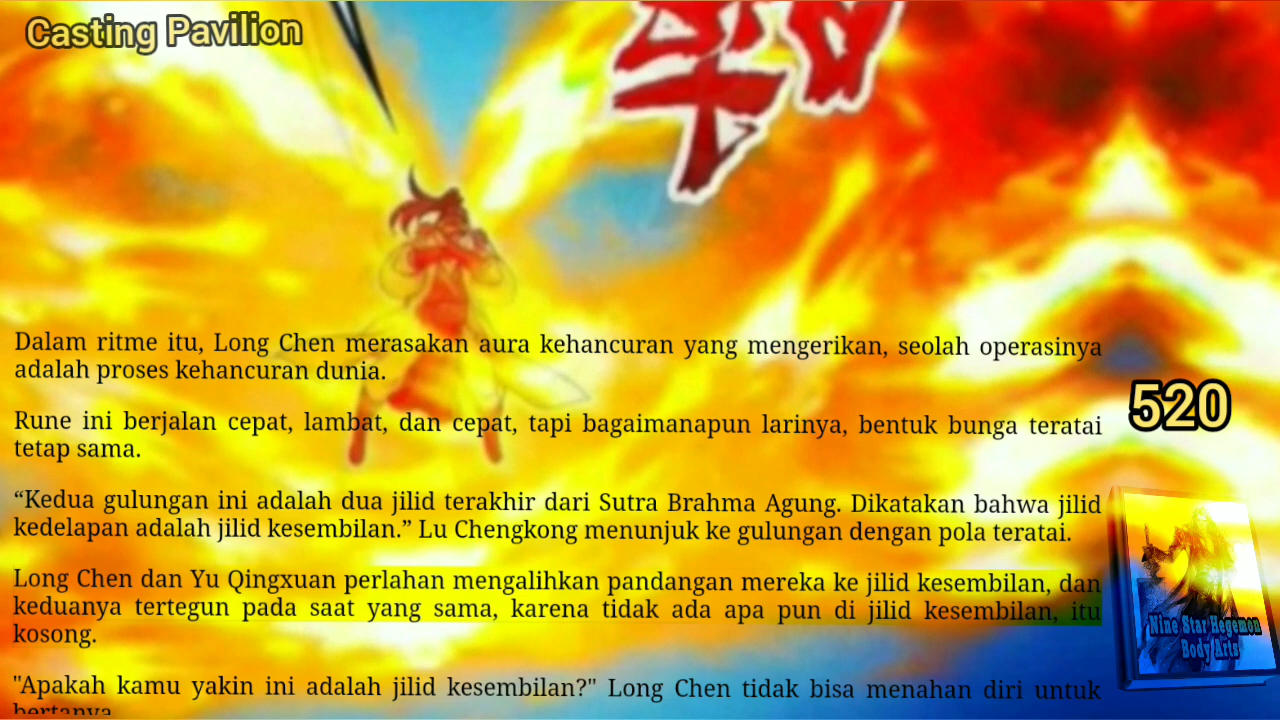 Casting Pavilion
Dalam ritme itu, Long Chen merasakan aura kehancuran yang mengerikan, seolah operasinya
adalah proses kehancuran dunia.
Rune ini berjalan cepat, lambat, dan cepat, tapi bagaimanapun larinya, bentuk bunga teratai
tetap sama.
“Kedua gulungan ini adalah dua jilid terakhir dari Sutra Brahma Agung. Dikatakan bahwa jilid
kedelapan adalah jilid kesembilan.” Lu Chengkong menunjuk ke gulungan dengan pola teratai.
Long Chen dan Yu Qingxuan perlahan mengalihkan pandangan mereka ke jilid kesembilan, dan
keduanya tertegun pada saat yang sama, karena tidak ada apa pun di jilid kesembilan, itu
kosong.
"Apakah kamu yakin ini adalah jilid kesembilan?" Long Chen tidak bisa menahan diri untuk
bertanya
520
Nine Star Hegemon
Body Arts